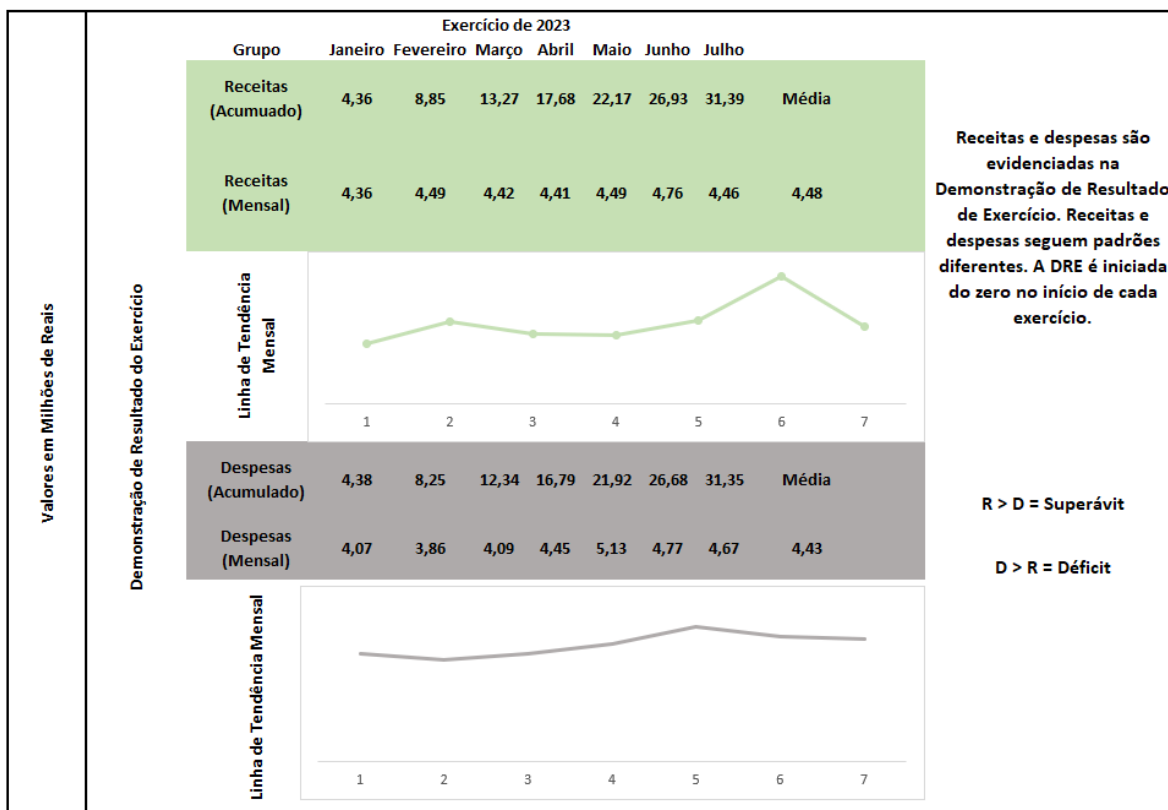 Exercício de 2023
Grupo Janeiro Fevereiro Março Abril Maio Junho Julho
Receitas
(Acumuado) 4,36 8,85 13,27 17,68 22,17 26,93 31,39 Média
Receitas
(Mensal) 4,36 4,49 4,42 4,41 4,49 4,76 4,46 4,48
Linha de Tendência
Mensal
1 2 3 4 5 6 7
Despesas
(Acumulado) 4,38 8,25 12,34 16,79 21,92 26,68 31,35 Média
Despesas
(Mensal) 4,07 3,86 4,09 4,45 5,13 4,77 4,67 4,43
Linha de Tendência Mensal
1 2 3 4 5 6 7
Valores em Milhões de Reais
Demonstração de Resultado do Exercício
Receitas e despesas são
evidenciadas na
Demonstração de Resultado
de Exercício. Receitas e
despesas seguem padrões
diferentes. A DRE é iniciada
do zero no início de cada
exercício.
R > D = Superávit
D > R = Déficit